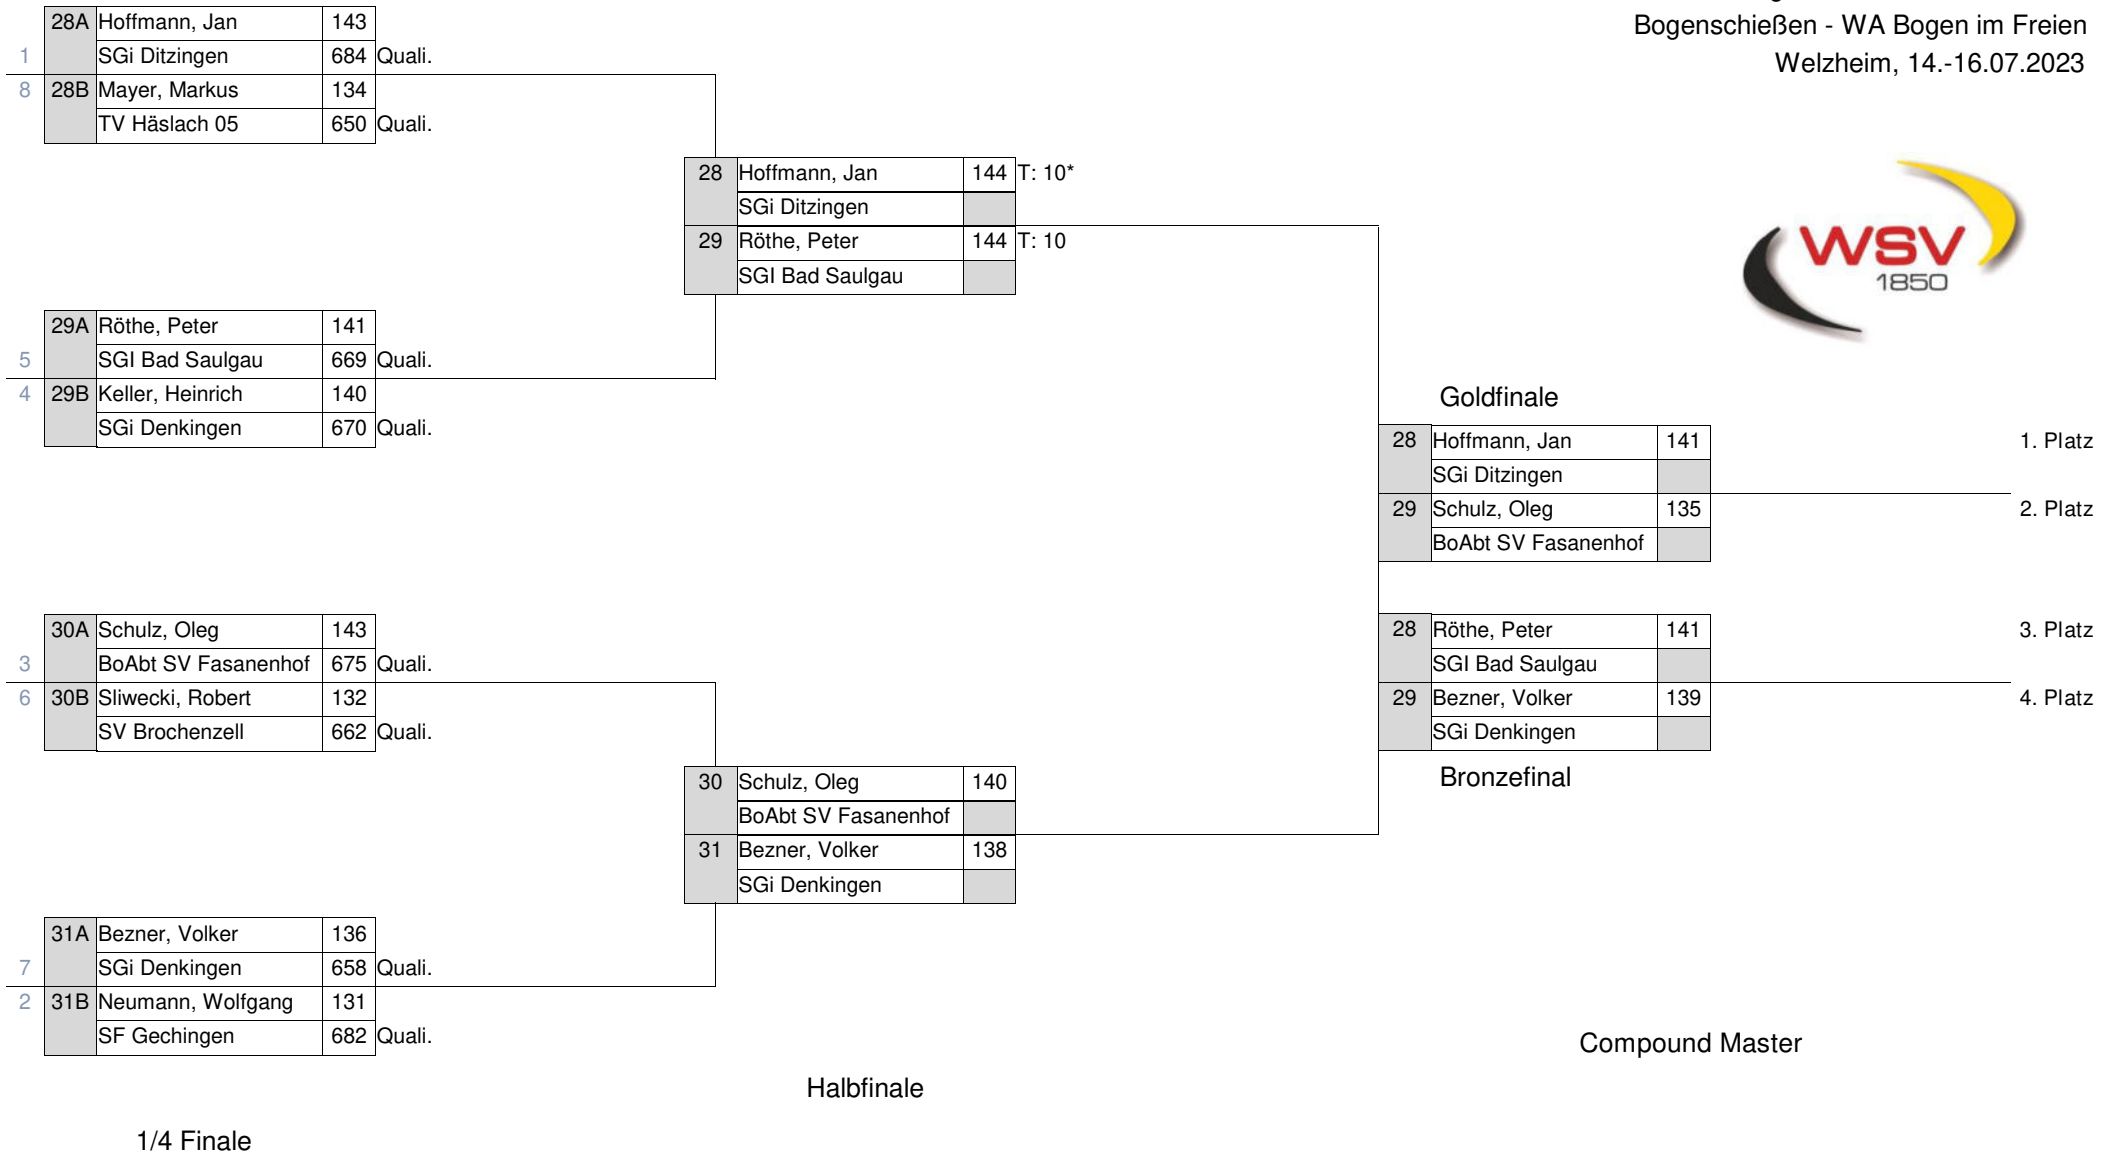 Bogenschießen - WA Bogen im Freien
Welzheim, 14.-16.07.2023
WSV
1850
28A Hoffmann, Jan 143
1 SGi Ditzingen 684 Quali.
8 28B Mayer, Markus 134
TV Häslach 05 650 Quali.
28 Hoffmann, Jan 144 T: 10*
SGi Ditzingen
29 Röthe, Peter 144 T: 10
SGI Bad Saulgau
29A Röthe, Peter 141
5 SGI Bad Saulgau 669 Quali.
4 29B Keller, Heinrich 140
SGi Denkingen 670 Quali.
Goldfinale
28 Hoffmann, Jan 141 1. Platz
SGi Ditzingen
29 Schulz, Oleg 135 2. Platz
BoAbt SV Fasanenhof
30A Schulz, Oleg 143
3 BoAbt SV Fasanenhof 675 Quali.
6 30B Sliwecki, Robert 132
SV Brochenzell 662 Quali.
28 Röthe, Peter 141 3. Platz
SGI Bad Saulgau
29 Bezner, Volker 139 4. Platz
SGi Denkingen
Bronzefinal
30 Schulz, Oleg 140
BoAbt SV Fasanenhof
31 Bezner, Volker 138
SGi Denkingen
31A Bezner, Volker 136
7 SGi Denkingen 658 Quali.
2 31B Neumann, Wolfgang 131
SF Gechingen 682 Quali.
Compound Master
Halbfinale
1/4 Finale